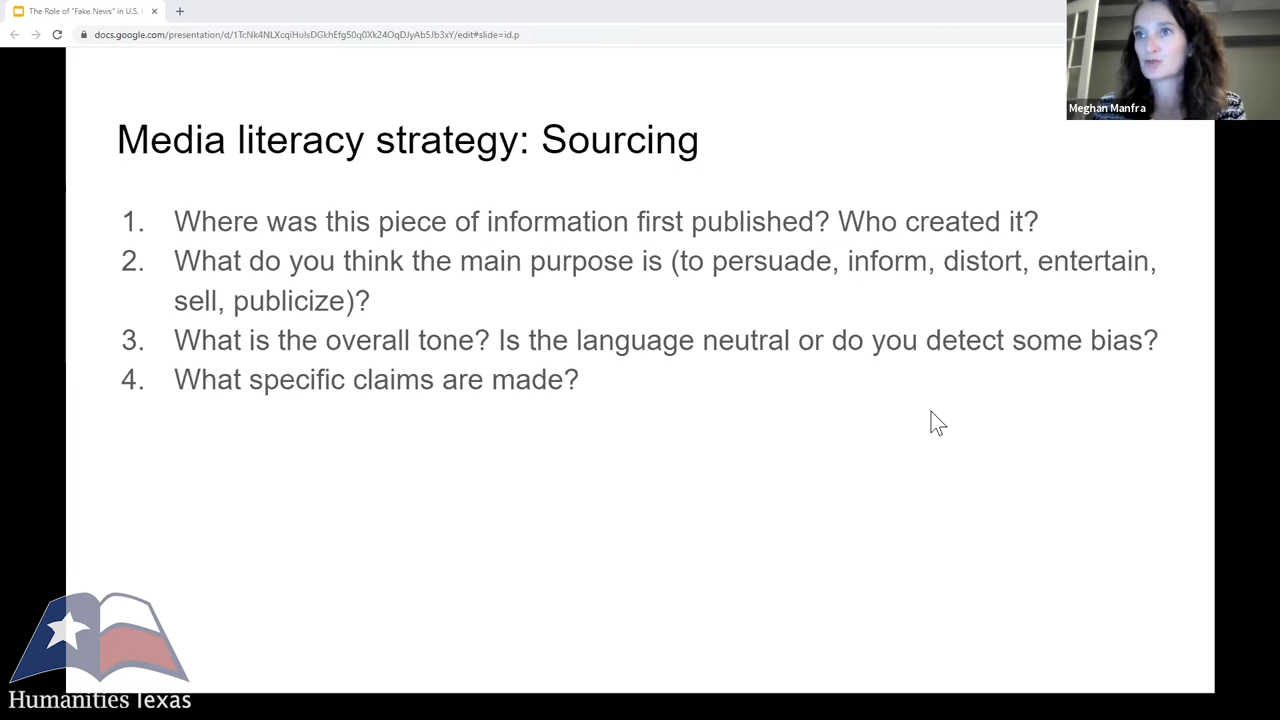 The Role of "Fake News" in U.S.
docs.google.com/presentation/d/1TcNk4NLXcqiHulsDGkhEfg50q0Xk24OqDJyAb5Jb3xY/edit#slide=id.p
Meghan Manfra
Media literacy strategy: Sourcing
1. Where was this piece of information first published? Who created it?
2. What do you think the main purpose is (to persuade, inform, distort, entertain,
sell, publicize)?
3. What is the overall tone? Is the language neutral or do you detect some bias?
4. What specific claims are made?
Humanities Texas